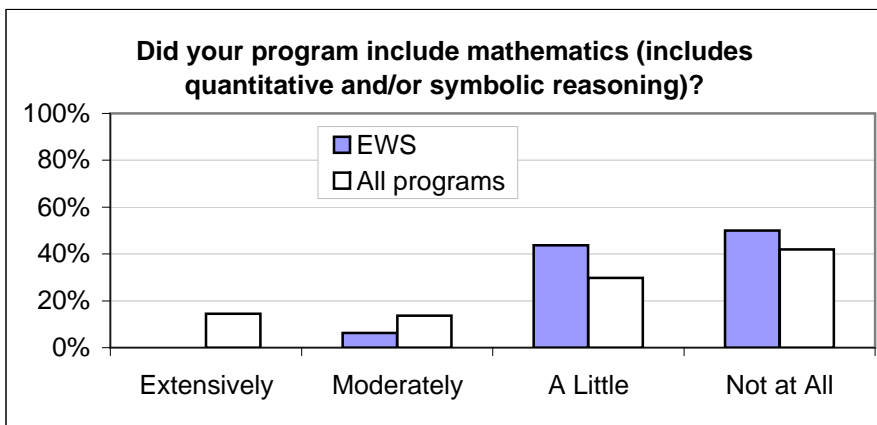 Did your program include mathematics (includes
quantitative and/or symbolic reasoning)?
100%
80%
60%
40%
20%
0%
EWS
All programs
Extensively
Moderately
A Little
Not at All